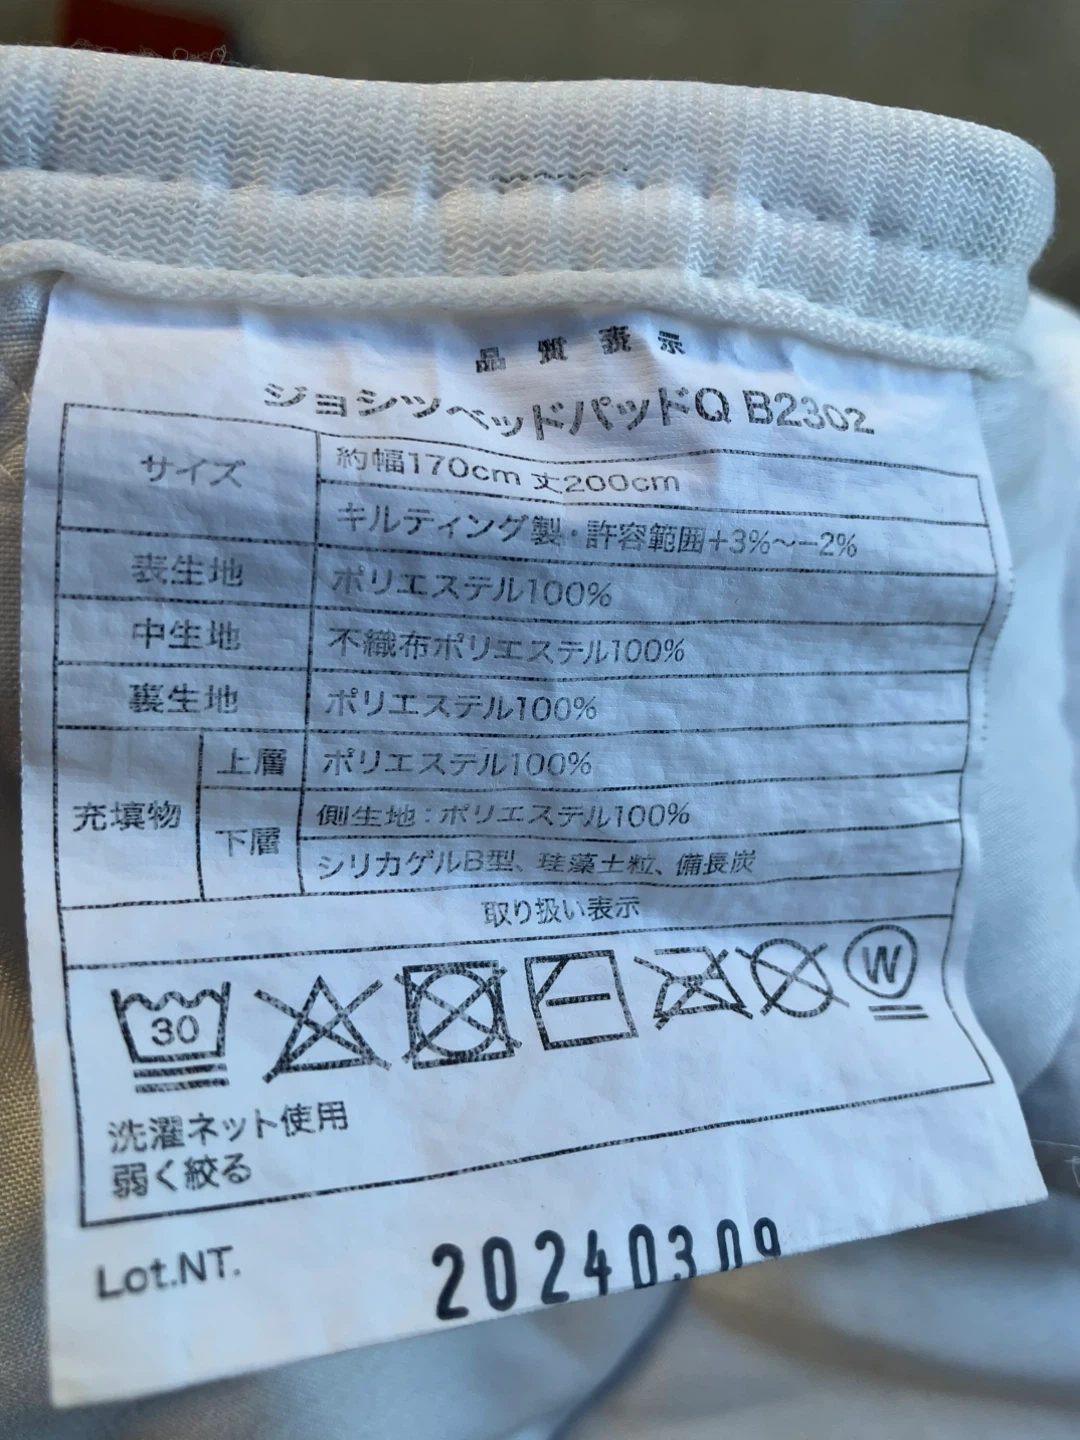 品質表示
ジョシツベッドパッドQ B2302
サイズ
約幅170cm 丈200cm
キルティング製・許容範囲+3%~-2%
表生地
ポリエステル100%
中生地
不織布ポリエステル100%
裏生地
ポリエステル100%
充填物
上層
ポリエステル100%
下層
側生地:ポリエステル100%
シリカゲルB型、珪藻土粒、備長炭
取り扱い表示
30
W
洗濯ネット使用
弱く絞る
Lot.NT.
20240309